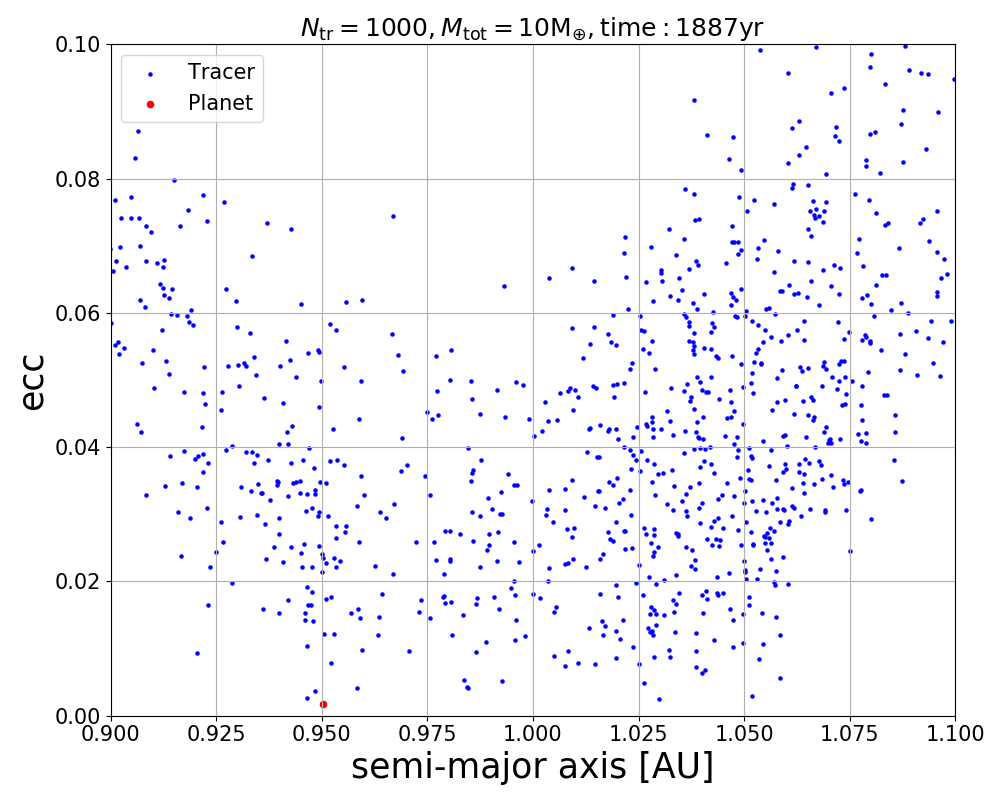 N_tr = 1000, M_tot = 10M_⊕, time : 1887yr
0.10
Tracer
Planet
0.08
0.06
ecc
0.04
0.02
0.00
0.900 0.925 0.950 0.975 1.000 1.025 1.050 1.075 1.100
semi-major axis [AU]